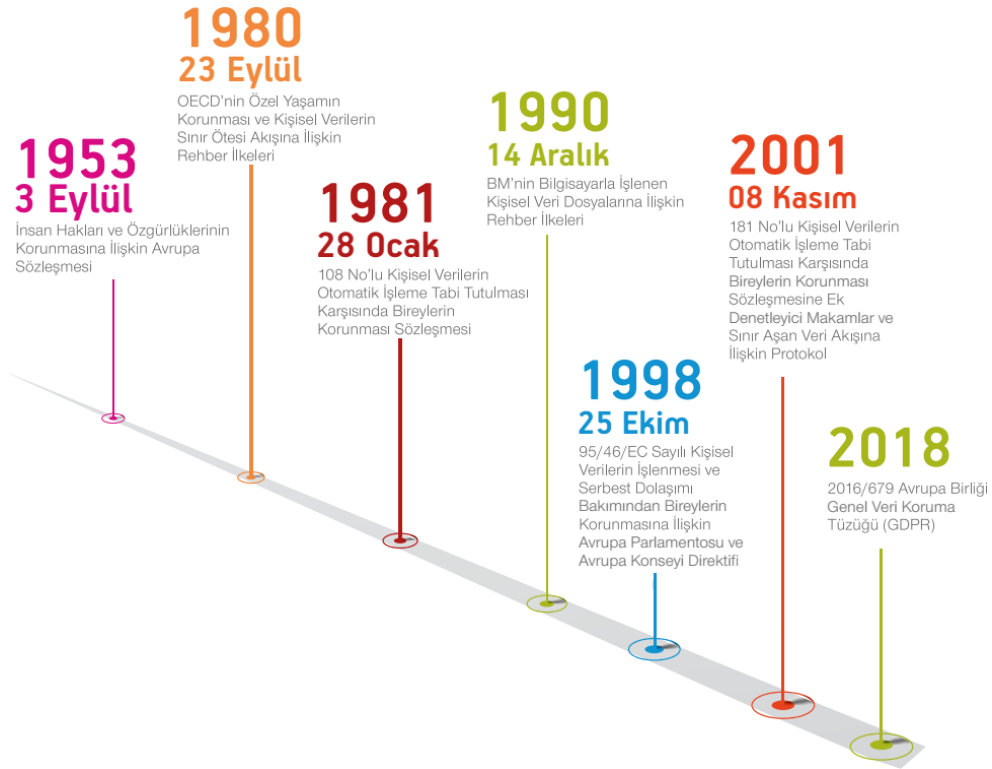 1953
3 Eylül
İnsan Hakları ve Özgürlüklerinin
Korunmasına İlişkin Avrupa
Sözleşmesi
1980
23 Eylül
OECD'nin Özel Yaşamın
Korunması ve Kişisel Verilerin
Sınır Ötesi Akışına İlişkin
Rehber İlkeleri
1981
28 Ocak
108 No'lu Kişisel Verilerin
Otomatik İşleme Tabi Tutulması
Karşısında Bireylerin
Korunması Sözleşmesi
1990
14 Aralık
BM'nin Bilgisayarla İşlenen
Kişisel Veri Dosyalarına İlişkin
Rehber İlkeleri
1998
25 Ekim
95/46/EC Sayılı Kişisel
Verilerin İşlenmesi ve
Serbest Dolaşımı
Bakımından Bireylerin
Korunmasına İlişkin
Avrupa Parlamentosu ve
Avrupa Konseyi Direktifi
2001
08 Kasım
181 No'lu Kişisel Verilerin
Otomatik İşleme Tabi
Tutulması Karşısında
Bireylerin Korunması
Sözleşmesine Ek
Denetleyici Makamlar ve
Sınır Aşan Veri Akışına
İlişkin Protokol
2018
2016/679 Avrupa Birliği
Genel Veri Koruma
Tüzüğü (GDPR)